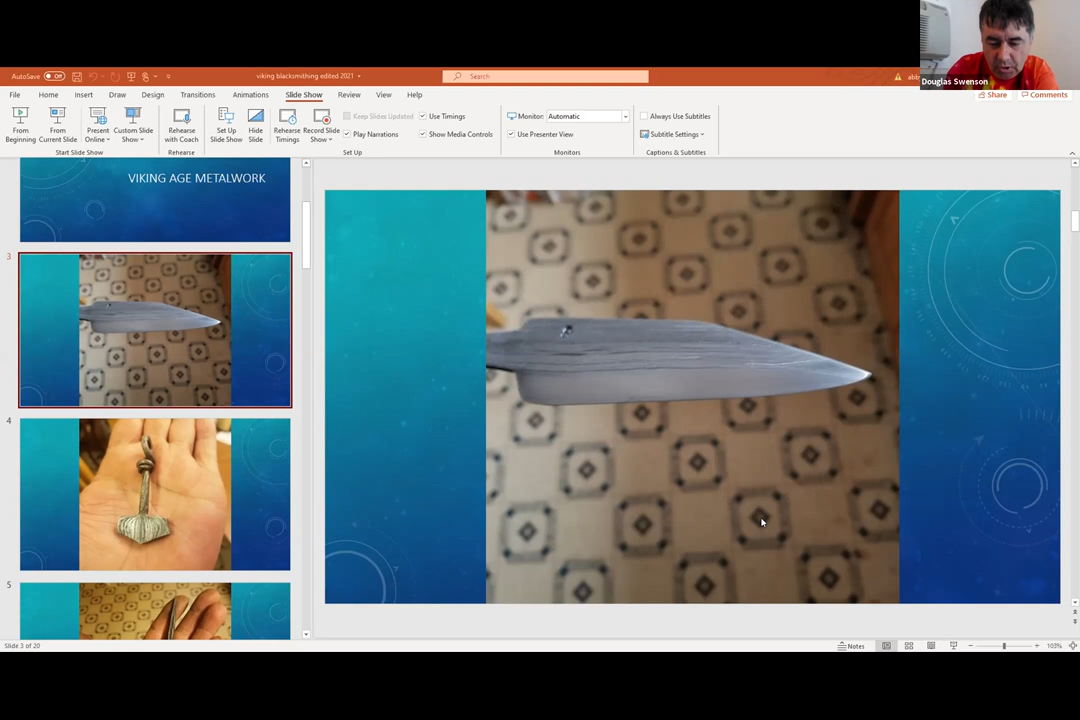 Douglas Swenson
AutoSave Off
viking blacksmithing edited 2021
Search
File Home Insert Draw Design Transitions Animations Slide Show Review View Help
Share Comments
From Beginning
From Current Slide
Present Online
Custom Slide Show
Start Slide Show
Rehearse with Coach
Rehearse
Set Up Slide Show
Hide Slide
Rehearse Timings
Record Slide Show
Keep Slides Updated
Play Narrations
Use Timings
Show Media Controls
Set Up
Monitor: Automatic
Use Presenter View
Monitors
Always Use Subtitles
Subtitle Settings
Captions & Subtitles
VIKING AGE METALWORK
3
4
5
Slide 3 of 20
Notes
103%